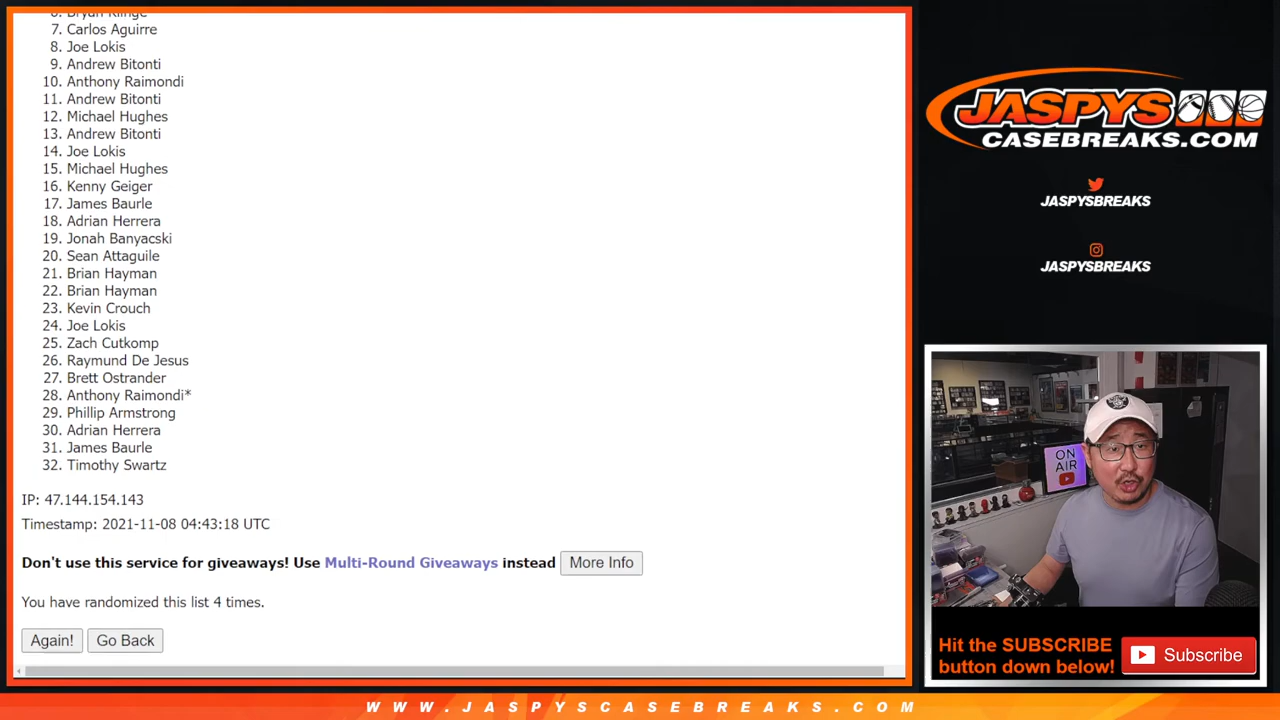 6. Bryan Klinge
7. Carlos Aguirre
8. Joe Lokis
9. Andrew Bitonti
10. Anthony Raimondi
11. Andrew Bitonti
12. Michael Hughes
13. Andrew Bitonti
14. Joe Lokis
15. Michael Hughes
16. Kenny Geiger
17. James Baurle
18. Adrian Herrera
19. Jonah Banyacski
20. Sean Attaguile
21. Brian Hayman
22. Brian Hayman
23. Kevin Crouch
24. Joe Lokis
25. Zach Cutkomp
26. Raymund De Jesus
27. Brett Ostrander
28. Anthony Raimondi*
29. Phillip Armstrong
30. Adrian Herrera
31. James Baurle
32. Timothy Swartz
IP: 47.144.154.143
Timestamp: 2021-11-08 04:43:18 UTC
Don't use this service for giveaways! Use Multi-Round Giveaways instead More Info
You have randomized this list 4 times.
Again! Go Back
JASPYS
CASEBREAKS.COM
JASPYSBREAKS
JASPYSBREAKS
ON
AIR
Hit the SUBSCRIBE
button down below!
Subscribe
WWW.JASPYSCASEBREAKS.COM